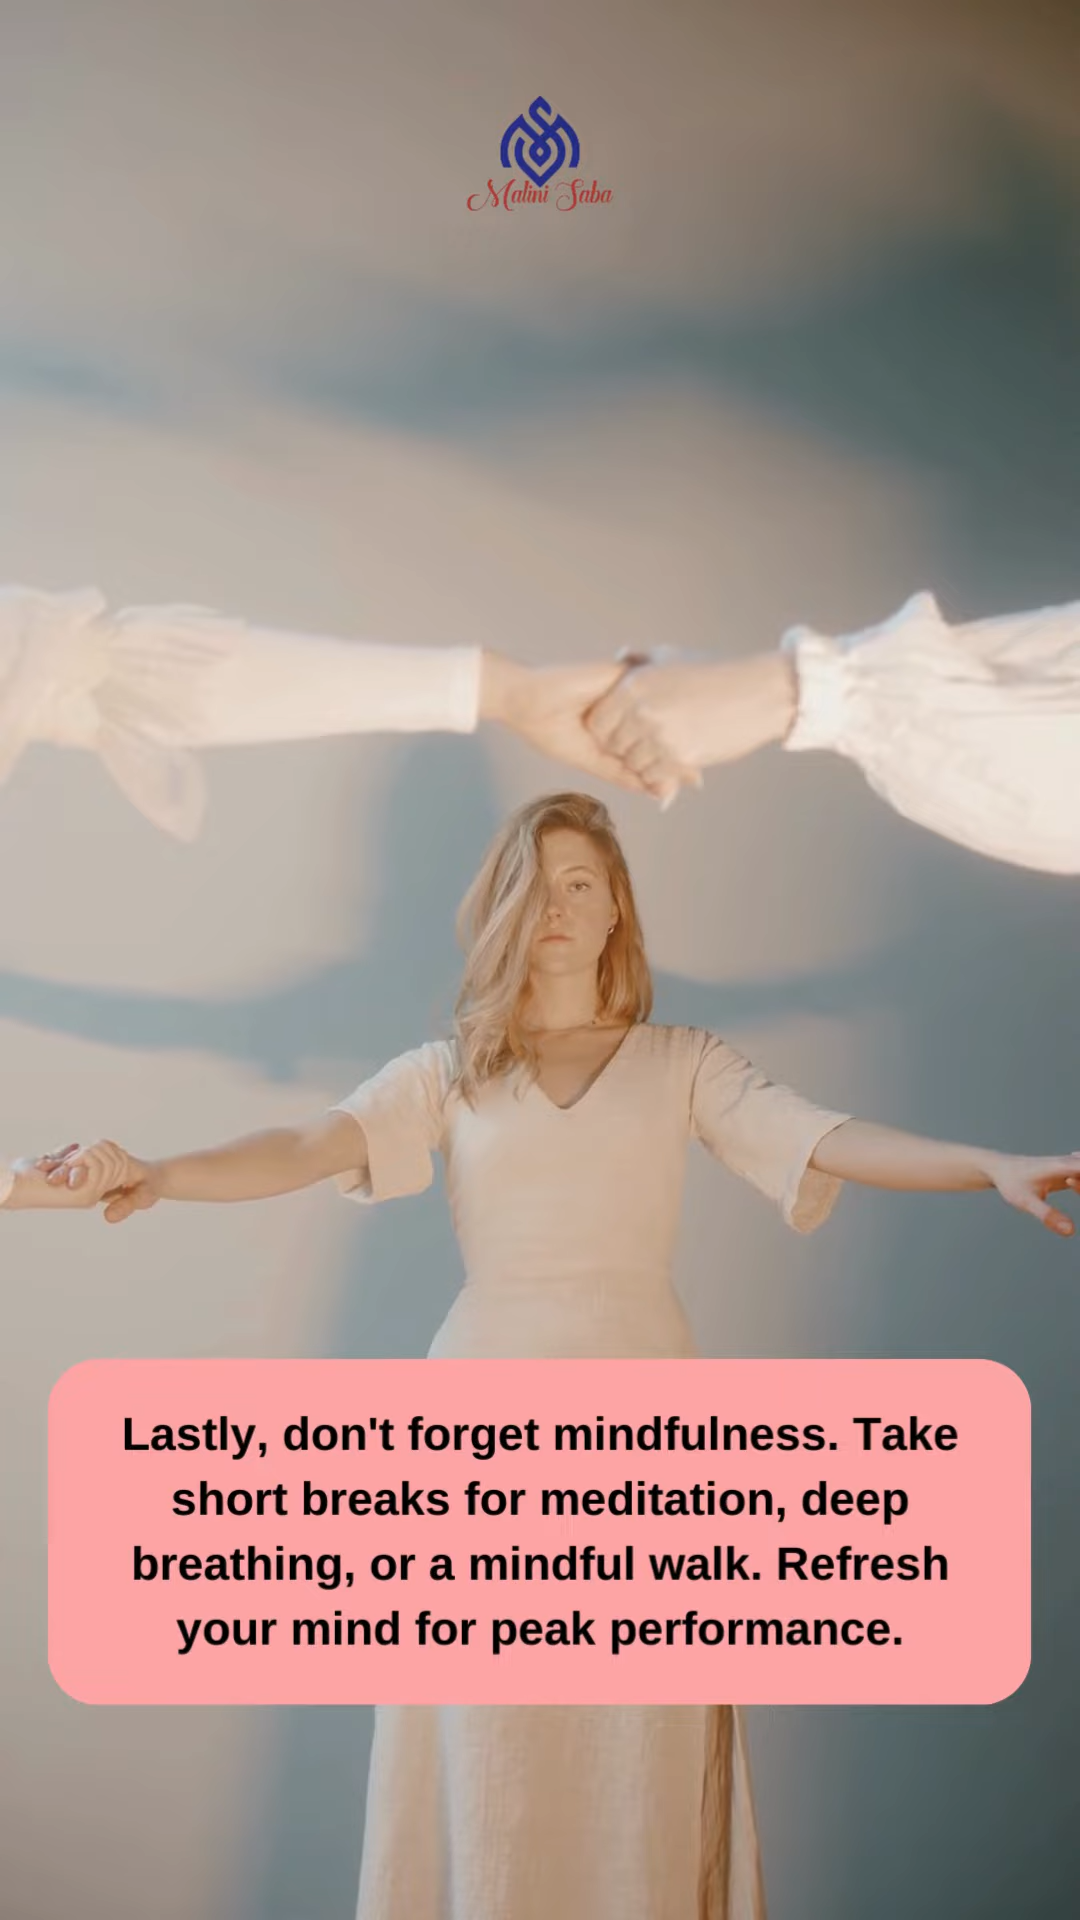 Malini Saba
Lastly, don't forget mindfulness. Take
short breaks for meditation, deep
breathing, or a mindful walk. Refresh
your mind for peak performance.